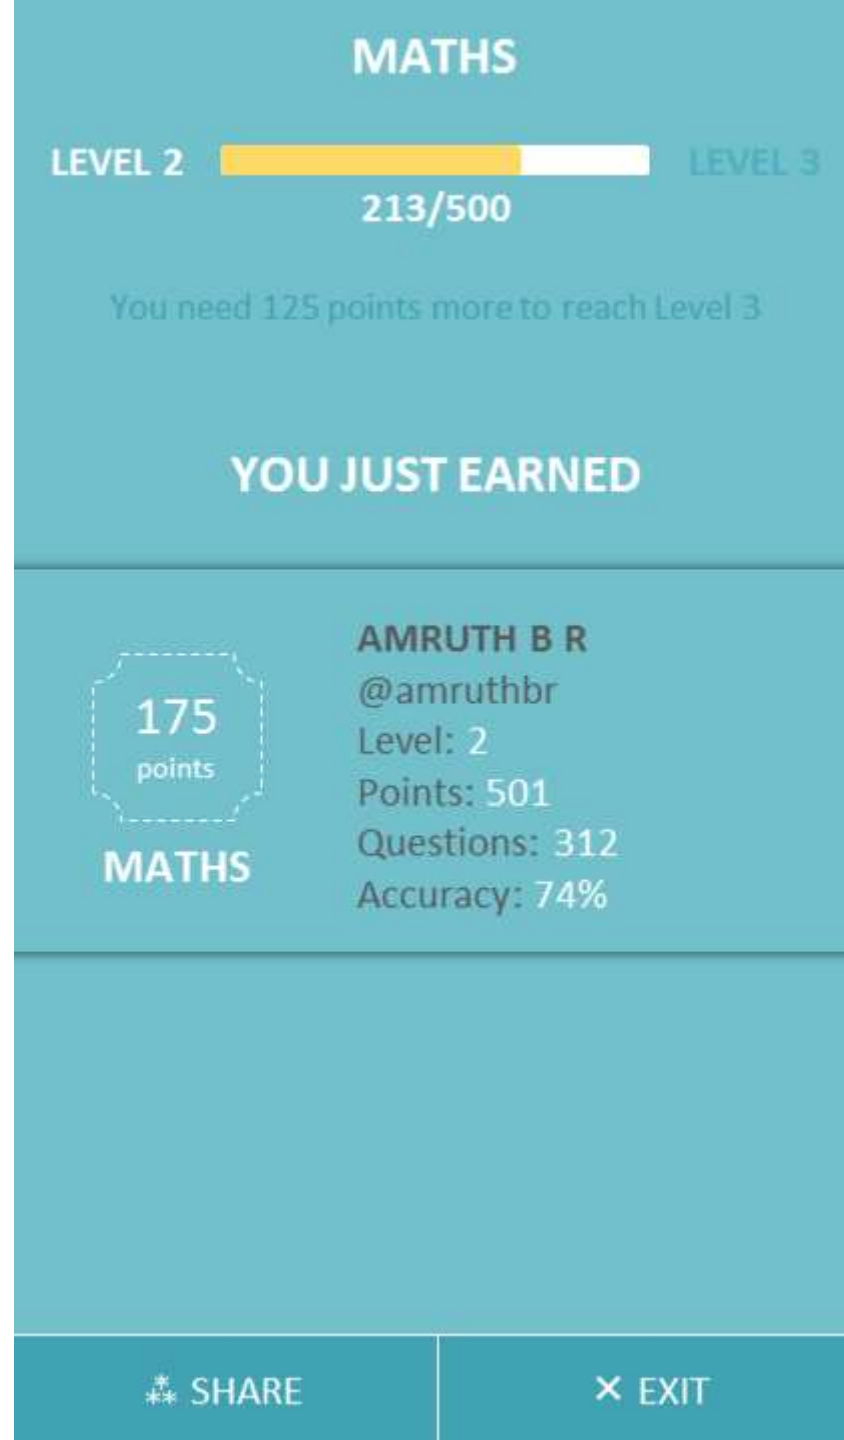 MATHS
LEVEL 2 LEVEL 3
213/500
You need 125 points more to reach Level 3
YOU JUST EARNED
175
points
MATHS
AMRUTH B R
@amruthbr
Level: 2
Points: 501
Questions: 312
Accuracy: 74%
SHARE
EXIT